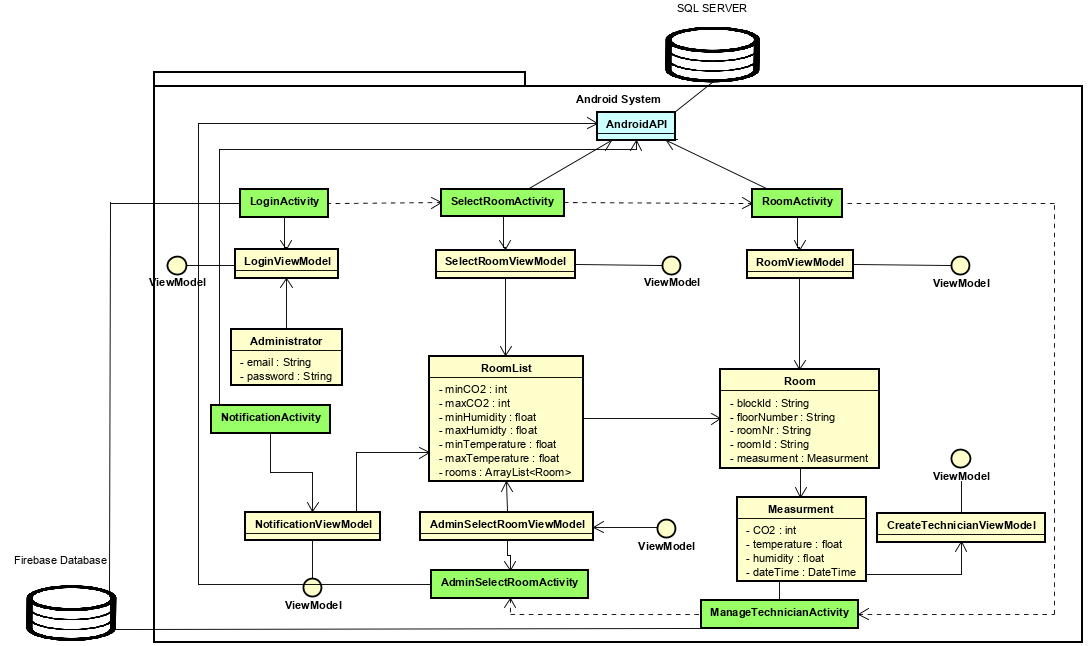 SQL SERVER
Android System
AndroidAPI
LoginActivity
SelectRoomActivity
RoomActivity
LoginViewModel
SelectRoomViewModel
RoomViewModel
ViewModel
ViewModel
ViewModel
Administrator
- email : String
- password : String
RoomList
- minCO2 : int
- maxCO2 : int
- minHumidity : float
- maxHumidty : float
- minTemperature : float
- maxTemperature : float
- rooms : ArrayList<Room>
Room
- blockId : String
- floorNumber : String
- roomNr : String
- roomId : String
- measurment : Measurment
NotificationActivity
ViewModel
NotificationViewModel
AdminSelectRoomViewModel
ViewModel
Measurment
- CO2 : int
- temperature : float
- humidity : float
- dateTime : DateTime
CreateTechnicianViewModel
Firebase Database
AdminSelectRoomActivity
ViewModel
ManageTechnicianActivity